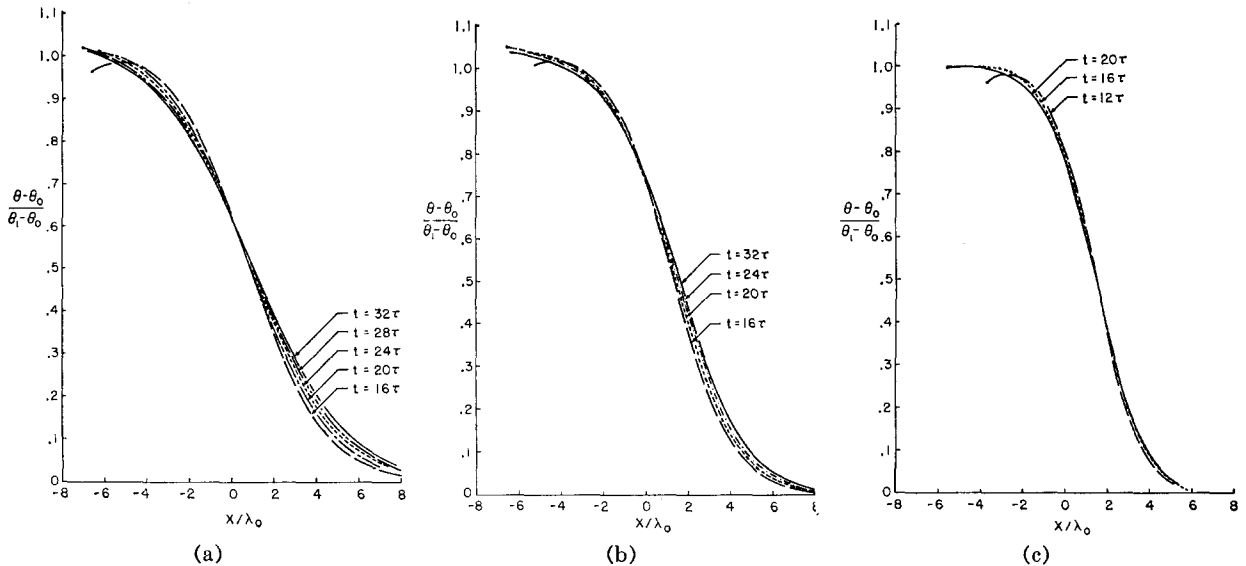 1.1
1.0
.9
.8
.7
θ-θ₀
θ₁-θ₀
.6
.5
.4
.3
.2
.1
0
t=32τ
t=28τ
t=24τ
t=20τ
t=16τ
-8 -6 -4 -2 0 2 4 6 8
X/λ₀
(a)
1.1
1.0
.9
.8
.7
θ-θ₀
θ₁-θ₀
.6
.5
.4
.3
.2
.1
0
t=32τ
t=24τ
t=20τ
t=16τ
-8 -6 -4 -2 0 2 4 6 8
X/λ₀
(b)
1.1
1.0
.9
.8
.7
θ-θ₀
θ₁-θ₀
.6
.5
.4
.3
.2
.1
0
t=20τ
t=16τ
t=12τ
-8 -6 -4 -2 0 2 4 6 8
X/λ₀
(c)